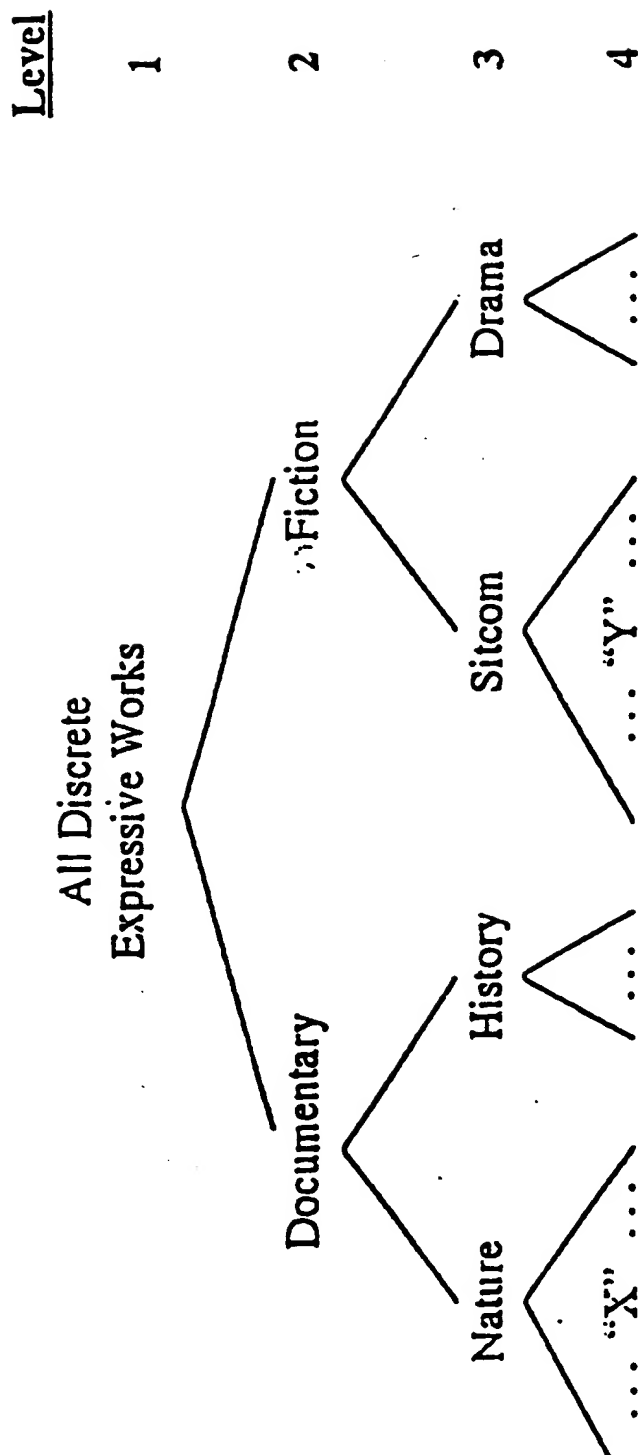 Level
All Discrete
Expressive Works
1
Documentary
Fiction
2
Nature
History
Sitcom
Drama
3
... "X" ...
...
... "Y" ...
...
4